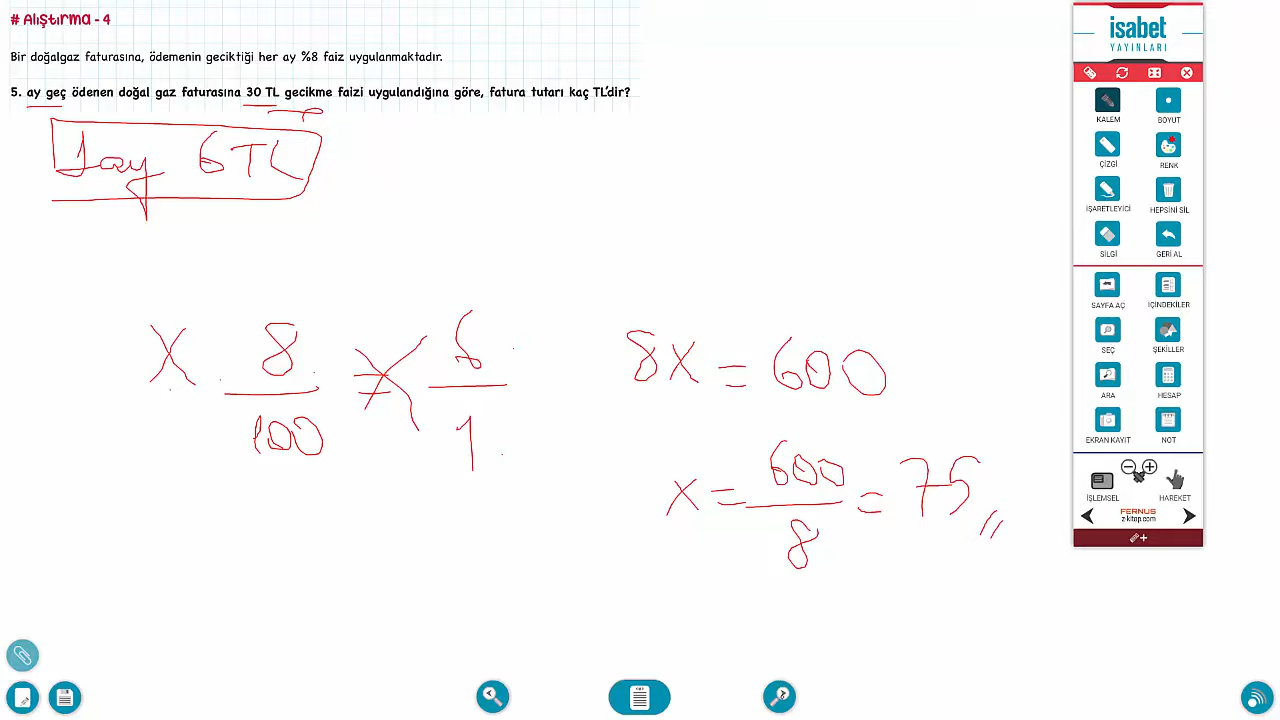 # Alıştırma - 4
Bir doğalgaz faturasına, ödemenin geciktiği her ay %8 faiz uygulanmaktadır.
5. ay geç ödenen doğal gaz faturasına 30 TL gecikme faizi uygulandığına göre, fatura tutarı kaç TL'dir?
1 ay 6 TL
x 8/100 = 6/1
8x = 600
x = 600/8 = 75
isabet
YAYINLARI
KALEM BOYUT
ÇİZGİ RENK
İŞARETLEYİCİ HEPSİNİ SİL
SİLGİ GERİ AL
SAYFA AÇ İÇİNDEKİLER
SEÇ ŞEKİLLER
ARA HESAP
EKRAN KAYIT NOT
İŞLEMSEL HAREKET
FERNUS
z-kitap.com